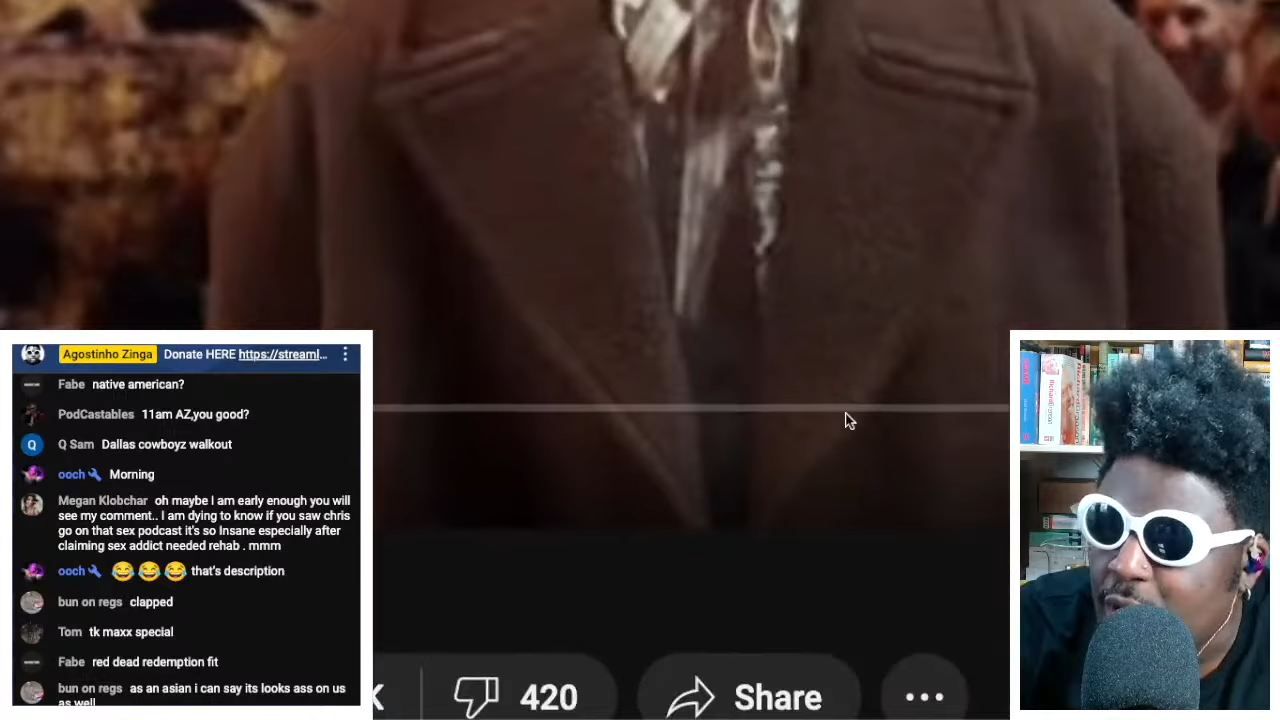 Agostinho Zinga Donate HERE https://streaml...
Fabe native american?
PodCastables 11am AZ,you good?
Q Q Sam Dallas cowboyz walkout
ooch Morning
Megan Klobchar oh maybe I am early enough you will
see my comment.. I am dying to know if you saw chris
go on that sex podcast it's so Insane especially after
claiming sex addict needed rehab . mmm
ooch 😂😂😂 that's description
bun on regs clapped
Tom tk maxx special
Fabe red dead redemption fit
bun on regs as an asian i can say its looks ass on us
as well
K 420 Share